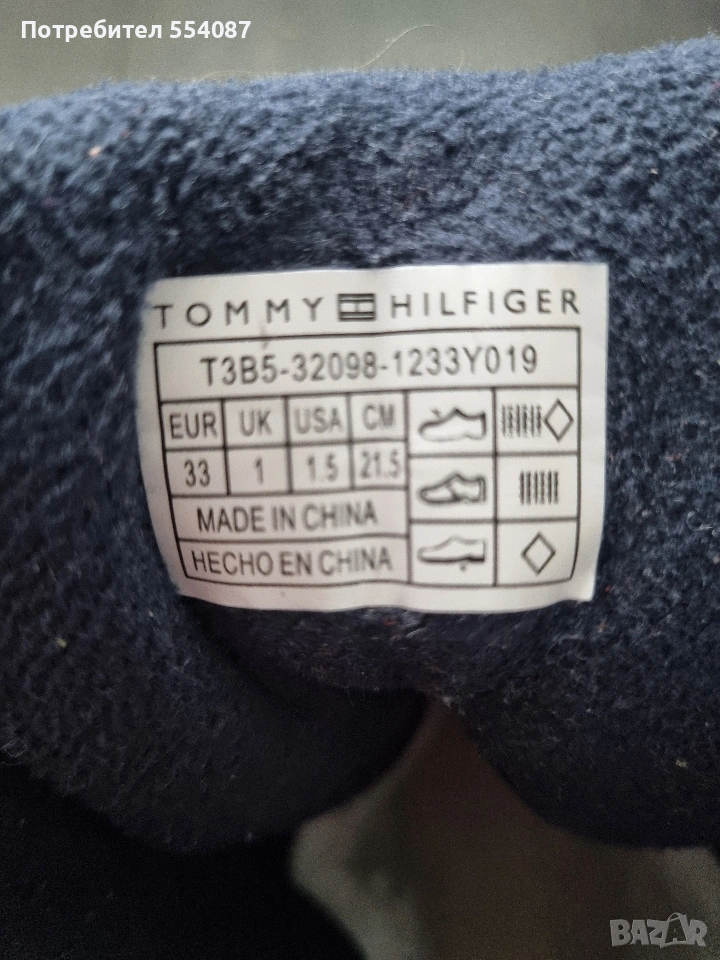 Потребител 554087
TOMMY HILFIGER
T3B5-32098-1233Y019
EUR UK USA CM
33 1 1.5 21.5
MADE IN CHINA
HECHO EN CHINA
BAZAR